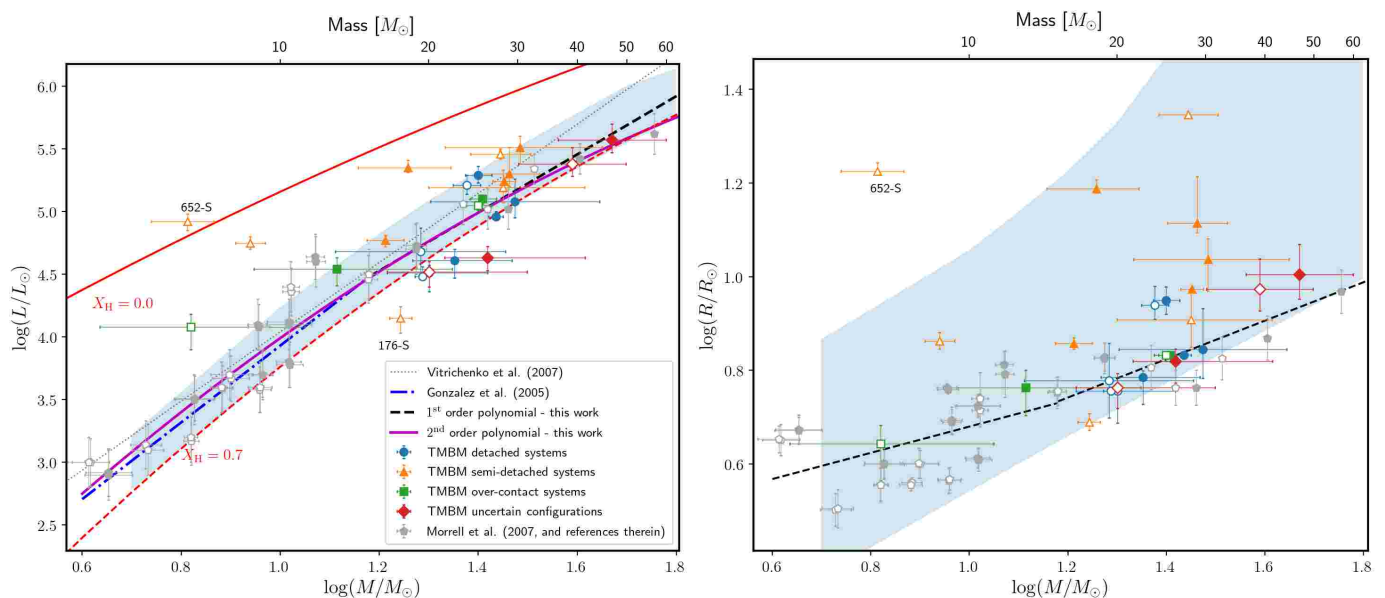 Mass [M⊙]
10 20 30 40 50 60
log(L/L⊙)
6.0
5.5
5.0
4.5
4.0
3.5
3.0
2.5
652-S
X_H = 0.0
176-S
X_H = 0.7
Vitrichenko et al. (2007)
Gonzalez et al. (2005)
1st order polynomial - this work
2nd order polynomial - this work
TMBM detached systems
TMBM semi-detached systems
TMBM over-contact systems
TMBM uncertain configurations
Morrell et al. (2007, and references therein)
0.6 0.8 1.0 1.2 1.4 1.6 1.8
log(M/M⊙)
Mass [M⊙]
10 20 30 40 50 60
log(R/R⊙)
1.4
1.2
1.0
0.8
0.6
652-S
0.6 0.8 1.0 1.2 1.4 1.6 1.8
log(M/M⊙)